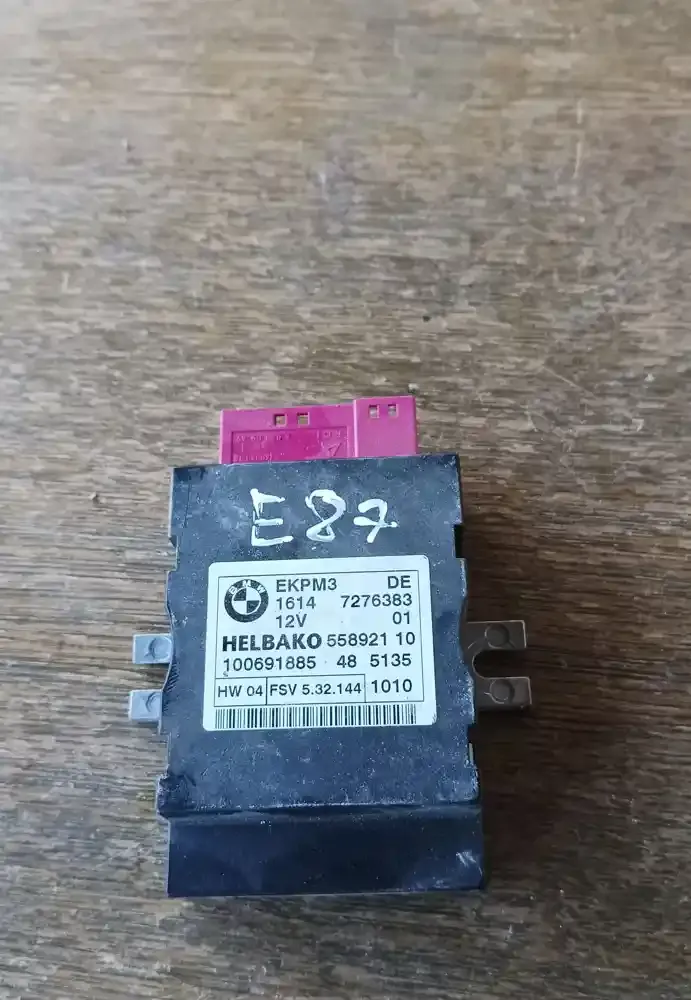 E87
BMW
EKPM3 DE
1614 7276383
12V 01
HELBAKO 558921 10
100691885 48 5135
HW 04 FSV 5.32.144 1010